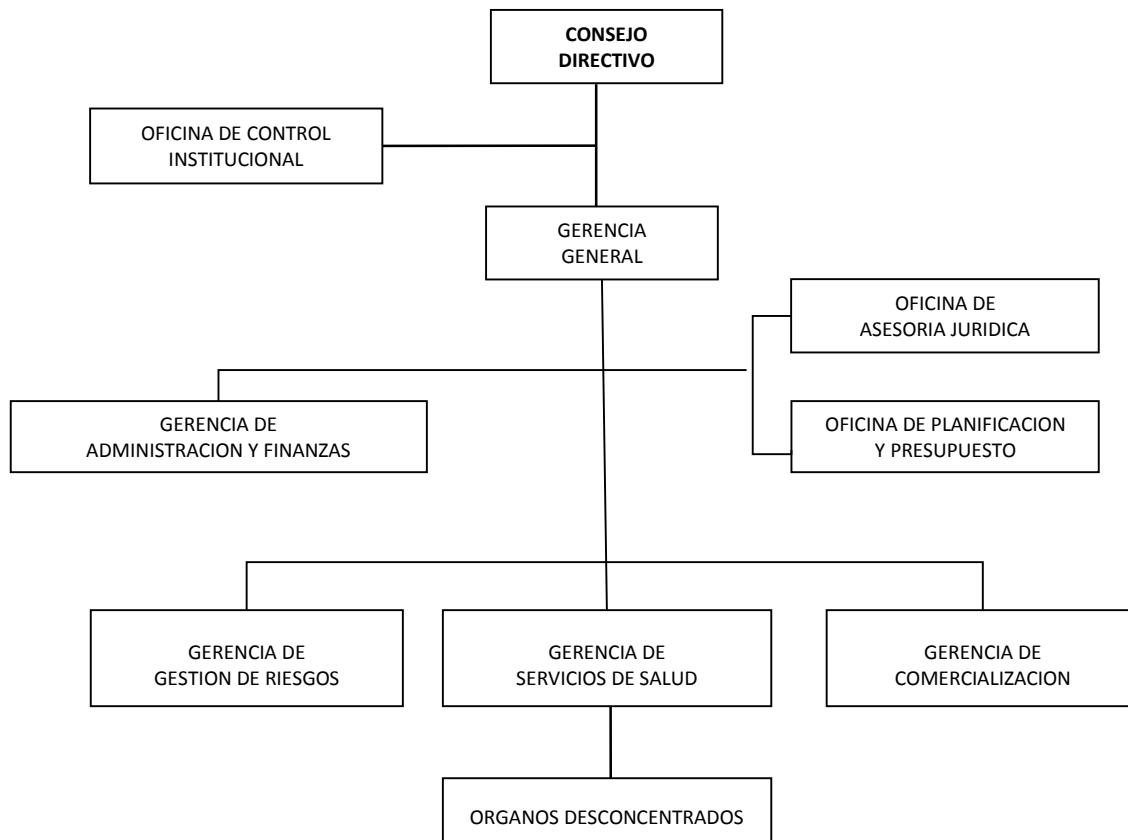 CONSEJO
DIRECTIVO
OFICINA DE CONTROL
INSTITUCIONAL
GERENCIA
GENERAL
OFICINA DE
ASESORIA JURIDICA
GERENCIA DE
ADMINISTRACION Y FINANZAS
OFICINA DE PLANIFICACION
Y PRESUPUESTO
GERENCIA DE
GESTION DE RIESGOS
GERENCIA DE
SERVICIOS DE SALUD
GERENCIA DE
COMERCIALIZACION
ORGANOS DESCONCENTRADOS